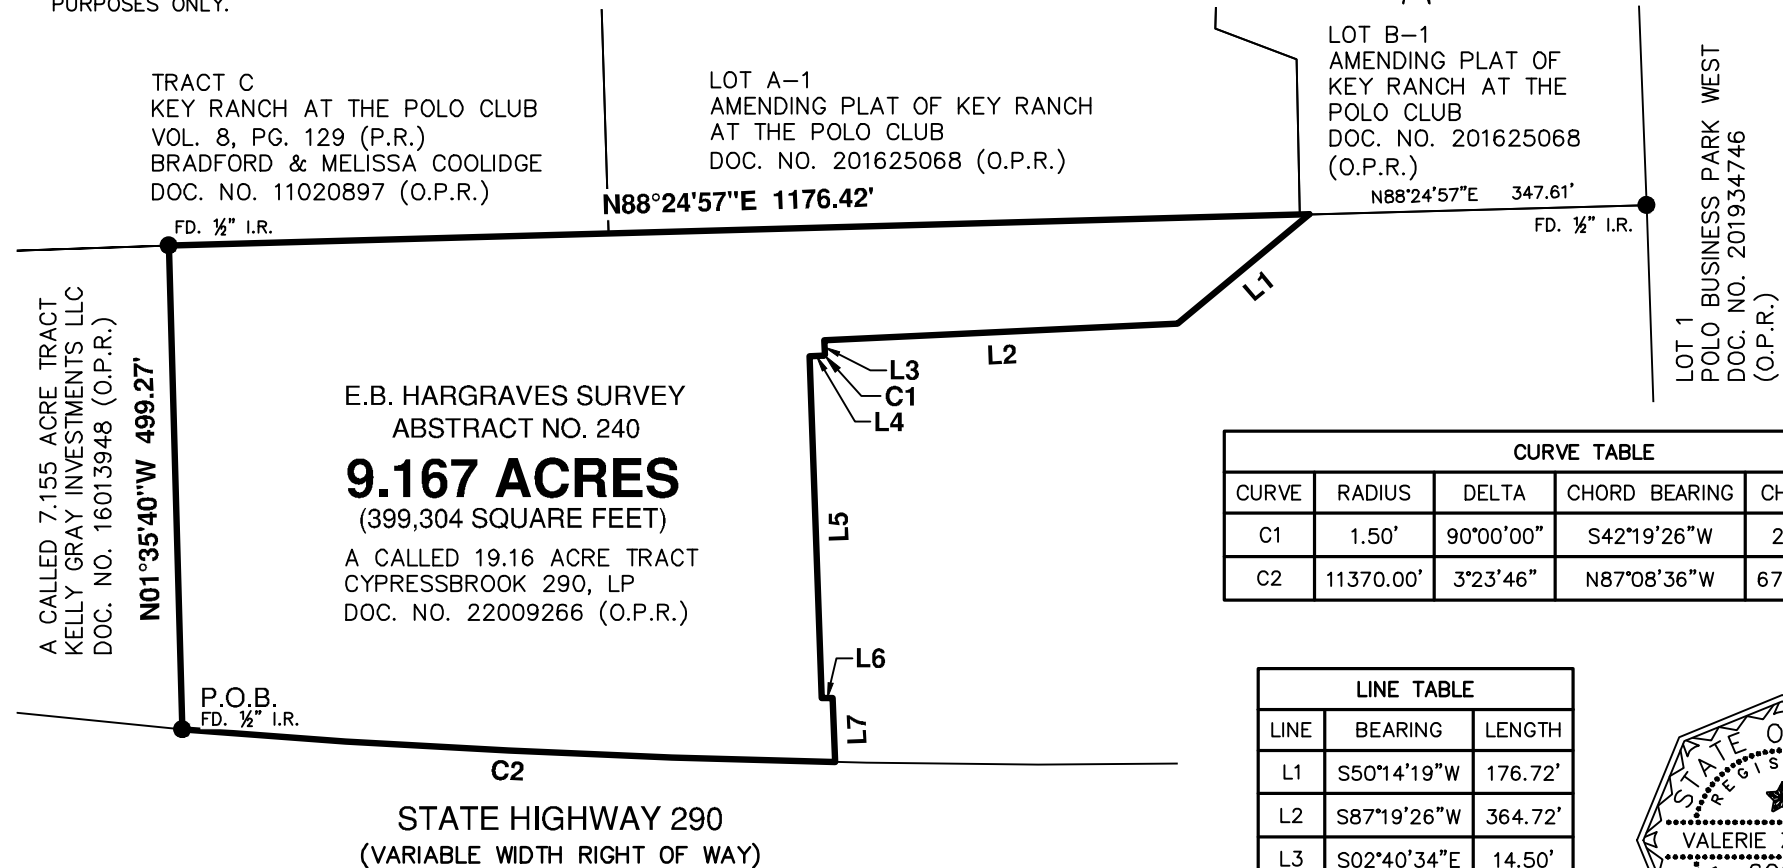 PURPOSES ONLY.
TRACT C
KEY RANCH AT THE POLO CLUB
VOL. 8, PG. 129 (P.R.)
BRADFORD & MELISSA COOLIDGE
DOC. NO. 11020897 (O.P.R.)
LOT A-1
AMENDING PLAT OF KEY RANCH
AT THE POLO CLUB
DOC. NO. 201625068 (O.P.R.)
LOT B-1
AMENDING PLAT OF
KEY RANCH AT THE
POLO CLUB
DOC. NO. 201625068
(O.P.R.)
LOT 1
POLO BUSINESS PARK WEST
DOC. NO. 201934746
(O.P.R.)
FD. ½" I.R.
N88°24'57"E 1176.42'
N88°24'57"E 347.61'
FD. ½" I.R.
L1
L2
L3
C1
L4
A CALLED 7.155 ACRE TRACT
KELLY GRAY INVESTMENTS LLC
DOC. NO. 16013948 (O.P.R.)
N01°35'40"W 499.27'
E.B. HARGRAVES SURVEY
ABSTRACT NO. 240
9.167 ACRES
(399,304 SQUARE FEET)
A CALLED 19.16 ACRE TRACT
CYPRESSBROOK 290, LP
DOC. NO. 22009266 (O.P.R.)
L5
L6
L7
P.O.B.
FD. ½" I.R.
C2
STATE HIGHWAY 290
(VARIABLE WIDTH RIGHT OF WAY)
CURVE TABLE
CURVE RADIUS DELTA CHORD BEARING CH
C1 1.50' 90°00'00" S42°19'26"W 2
C2 11370.00' 3°23'46" N87°08'36"W 67
LINE TABLE
LINE BEARING LENGTH
L1 S50°14'19"W 176.72'
L2 S87°19'26"W 364.72'
L3 S02°40'34"E 14.50'
STATE O
REGIS
VALERIE